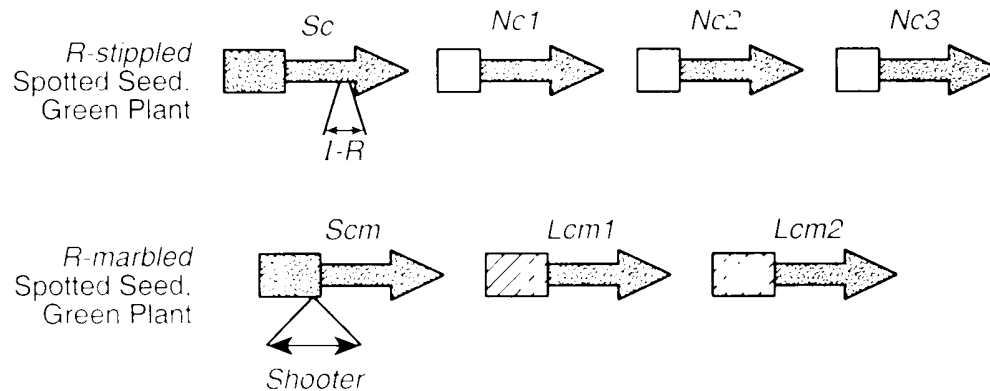 Sc Nc1 Nc2 Nc3
R-stippled
Spotted Seed.
Green Plant
I-R
Scm Lcm1 Lcm2
R-marbled
Spotted Seed.
Green Plant
Shooter